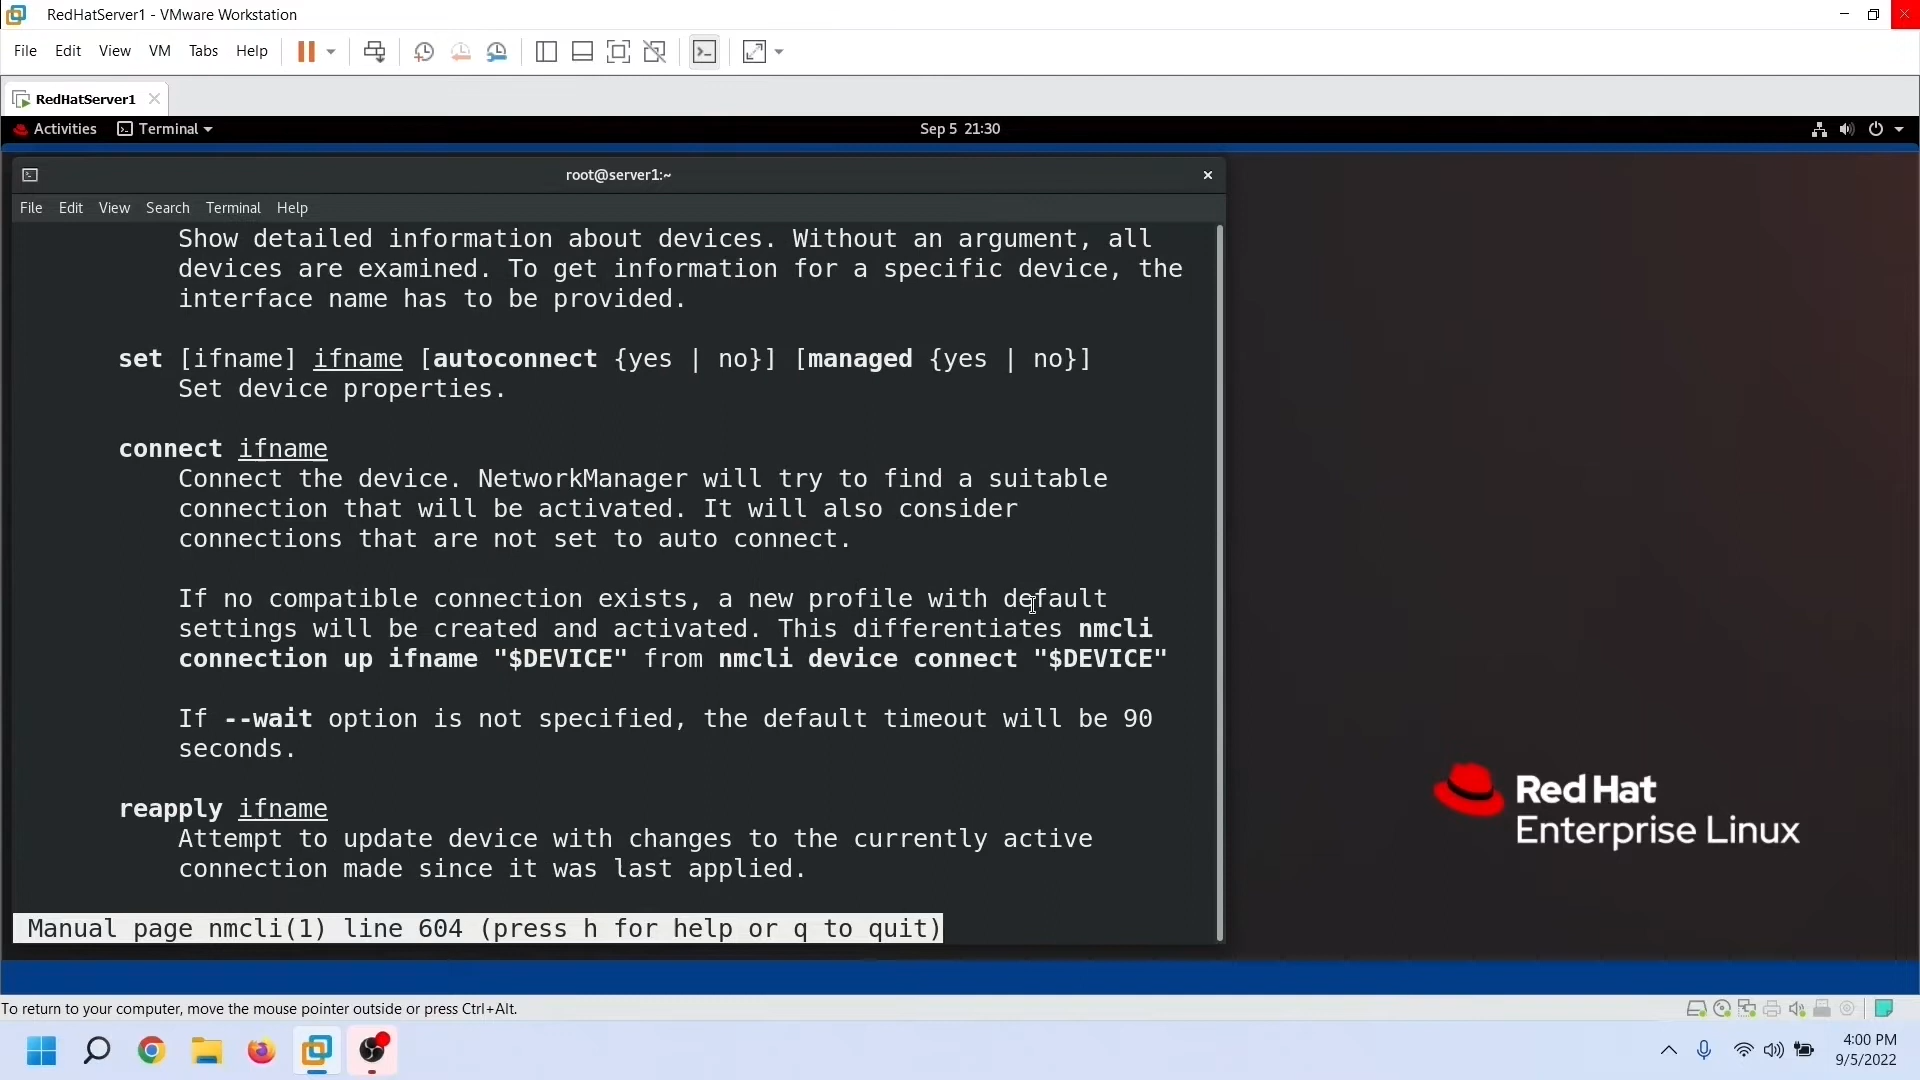 RedHatServer1 - VMware Workstation
File Edit View VM Tabs Help
RedHatServer1
Activities Terminal Sep 5 21:30
root@server1:~
File Edit View Search Terminal Help
Show detailed information about devices. Without an argument, all
devices are examined. To get information for a specific device, the
interface name has to be provided.
set [ifname] ifname [autoconnect {yes | no}] [managed {yes | no}]
Set device properties.
connect ifname
Connect the device. NetworkManager will try to find a suitable
connection that will be activated. It will also consider
connections that are not set to auto connect.
If no compatible connection exists, a new profile with default
settings will be created and activated. This differentiates nmcli
connection up ifname "$DEVICE" from nmcli device connect "$DEVICE"
If --wait option is not specified, the default timeout will be 90
seconds.
reapply ifname
Attempt to update device with changes to the currently active
connection made since it was last applied.
Manual page nmcli(1) line 604 (press h for help or q to quit)
Red Hat
Enterprise Linux
To return to your computer, move the mouse pointer outside or press Ctrl+Alt.
4:00 PM
9/5/2022